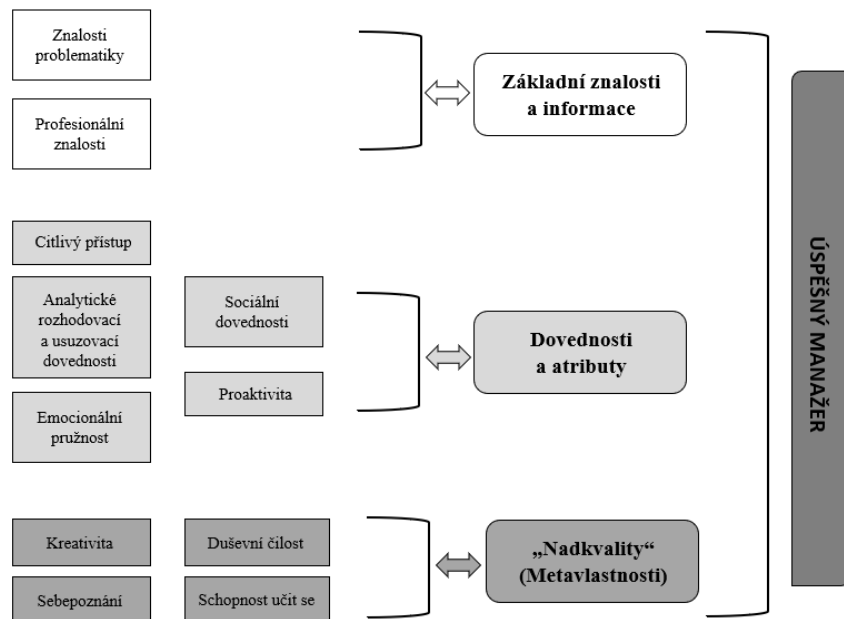 Znalosti
problematiky
Profesionální
znalosti
Základní znalosti
a informace
Citlivý přístup
Analytické
rozhodovací
a usuzovací
dovednosti
Emocionální
pružnost
Sociální
dovednosti
Proaktivita
Dovednosti
a atributy
Kreativita
Duševní čilost
Sebepoznání
Schopnost učit se
„Nadkvality“
(Metavlastnosti)
ÚSPĚŠNÝ MANAŽER